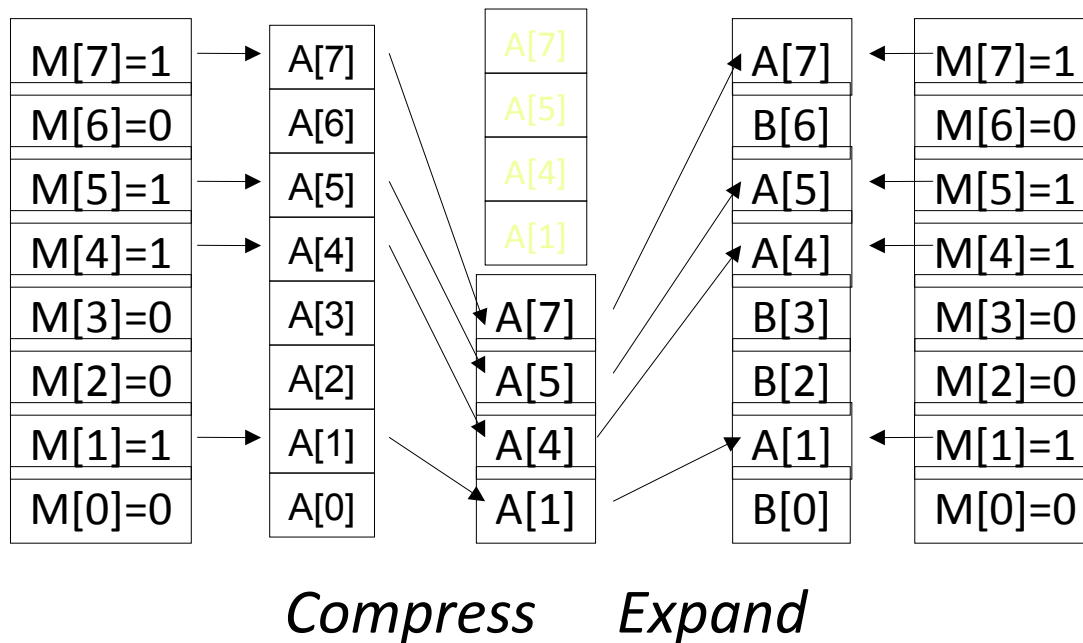 M[7]=1 A[7] A[7] A[7] M[7]=1
M[6]=0 A[6] A[5] B[6] M[6]=0
M[5]=1 A[5] A[4] A[5] M[5]=1
M[4]=1 A[4] A[1] A[4] M[4]=1
M[3]=0 A[3] A[7] B[3] M[3]=0
M[2]=0 A[2] A[5] B[2] M[2]=0
M[1]=1 A[1] A[4] A[1] M[1]=1
M[0]=0 A[0] A[1] B[0] M[0]=0
Compress Expand